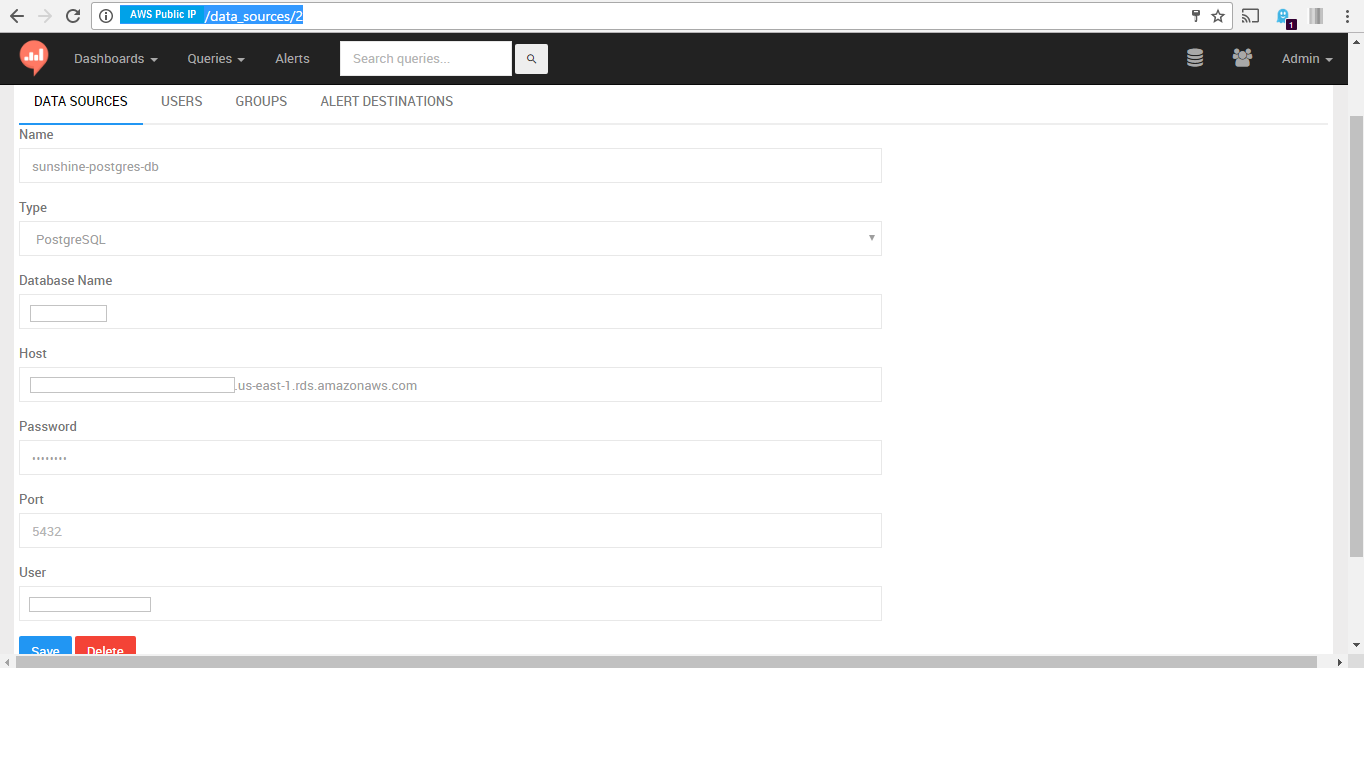 AWS Public IP /data_sources/2
1
Dashboards Queries Alerts Search queries... Admin
DATA SOURCES USERS GROUPS ALERT DESTINATIONS
Name
sunshine-postgres-db
Type
PostgreSQL
Database Name
Host
.us-east-1.rds.amazonaws.com
Password
••••••••
Port
5432
User
Save Delete